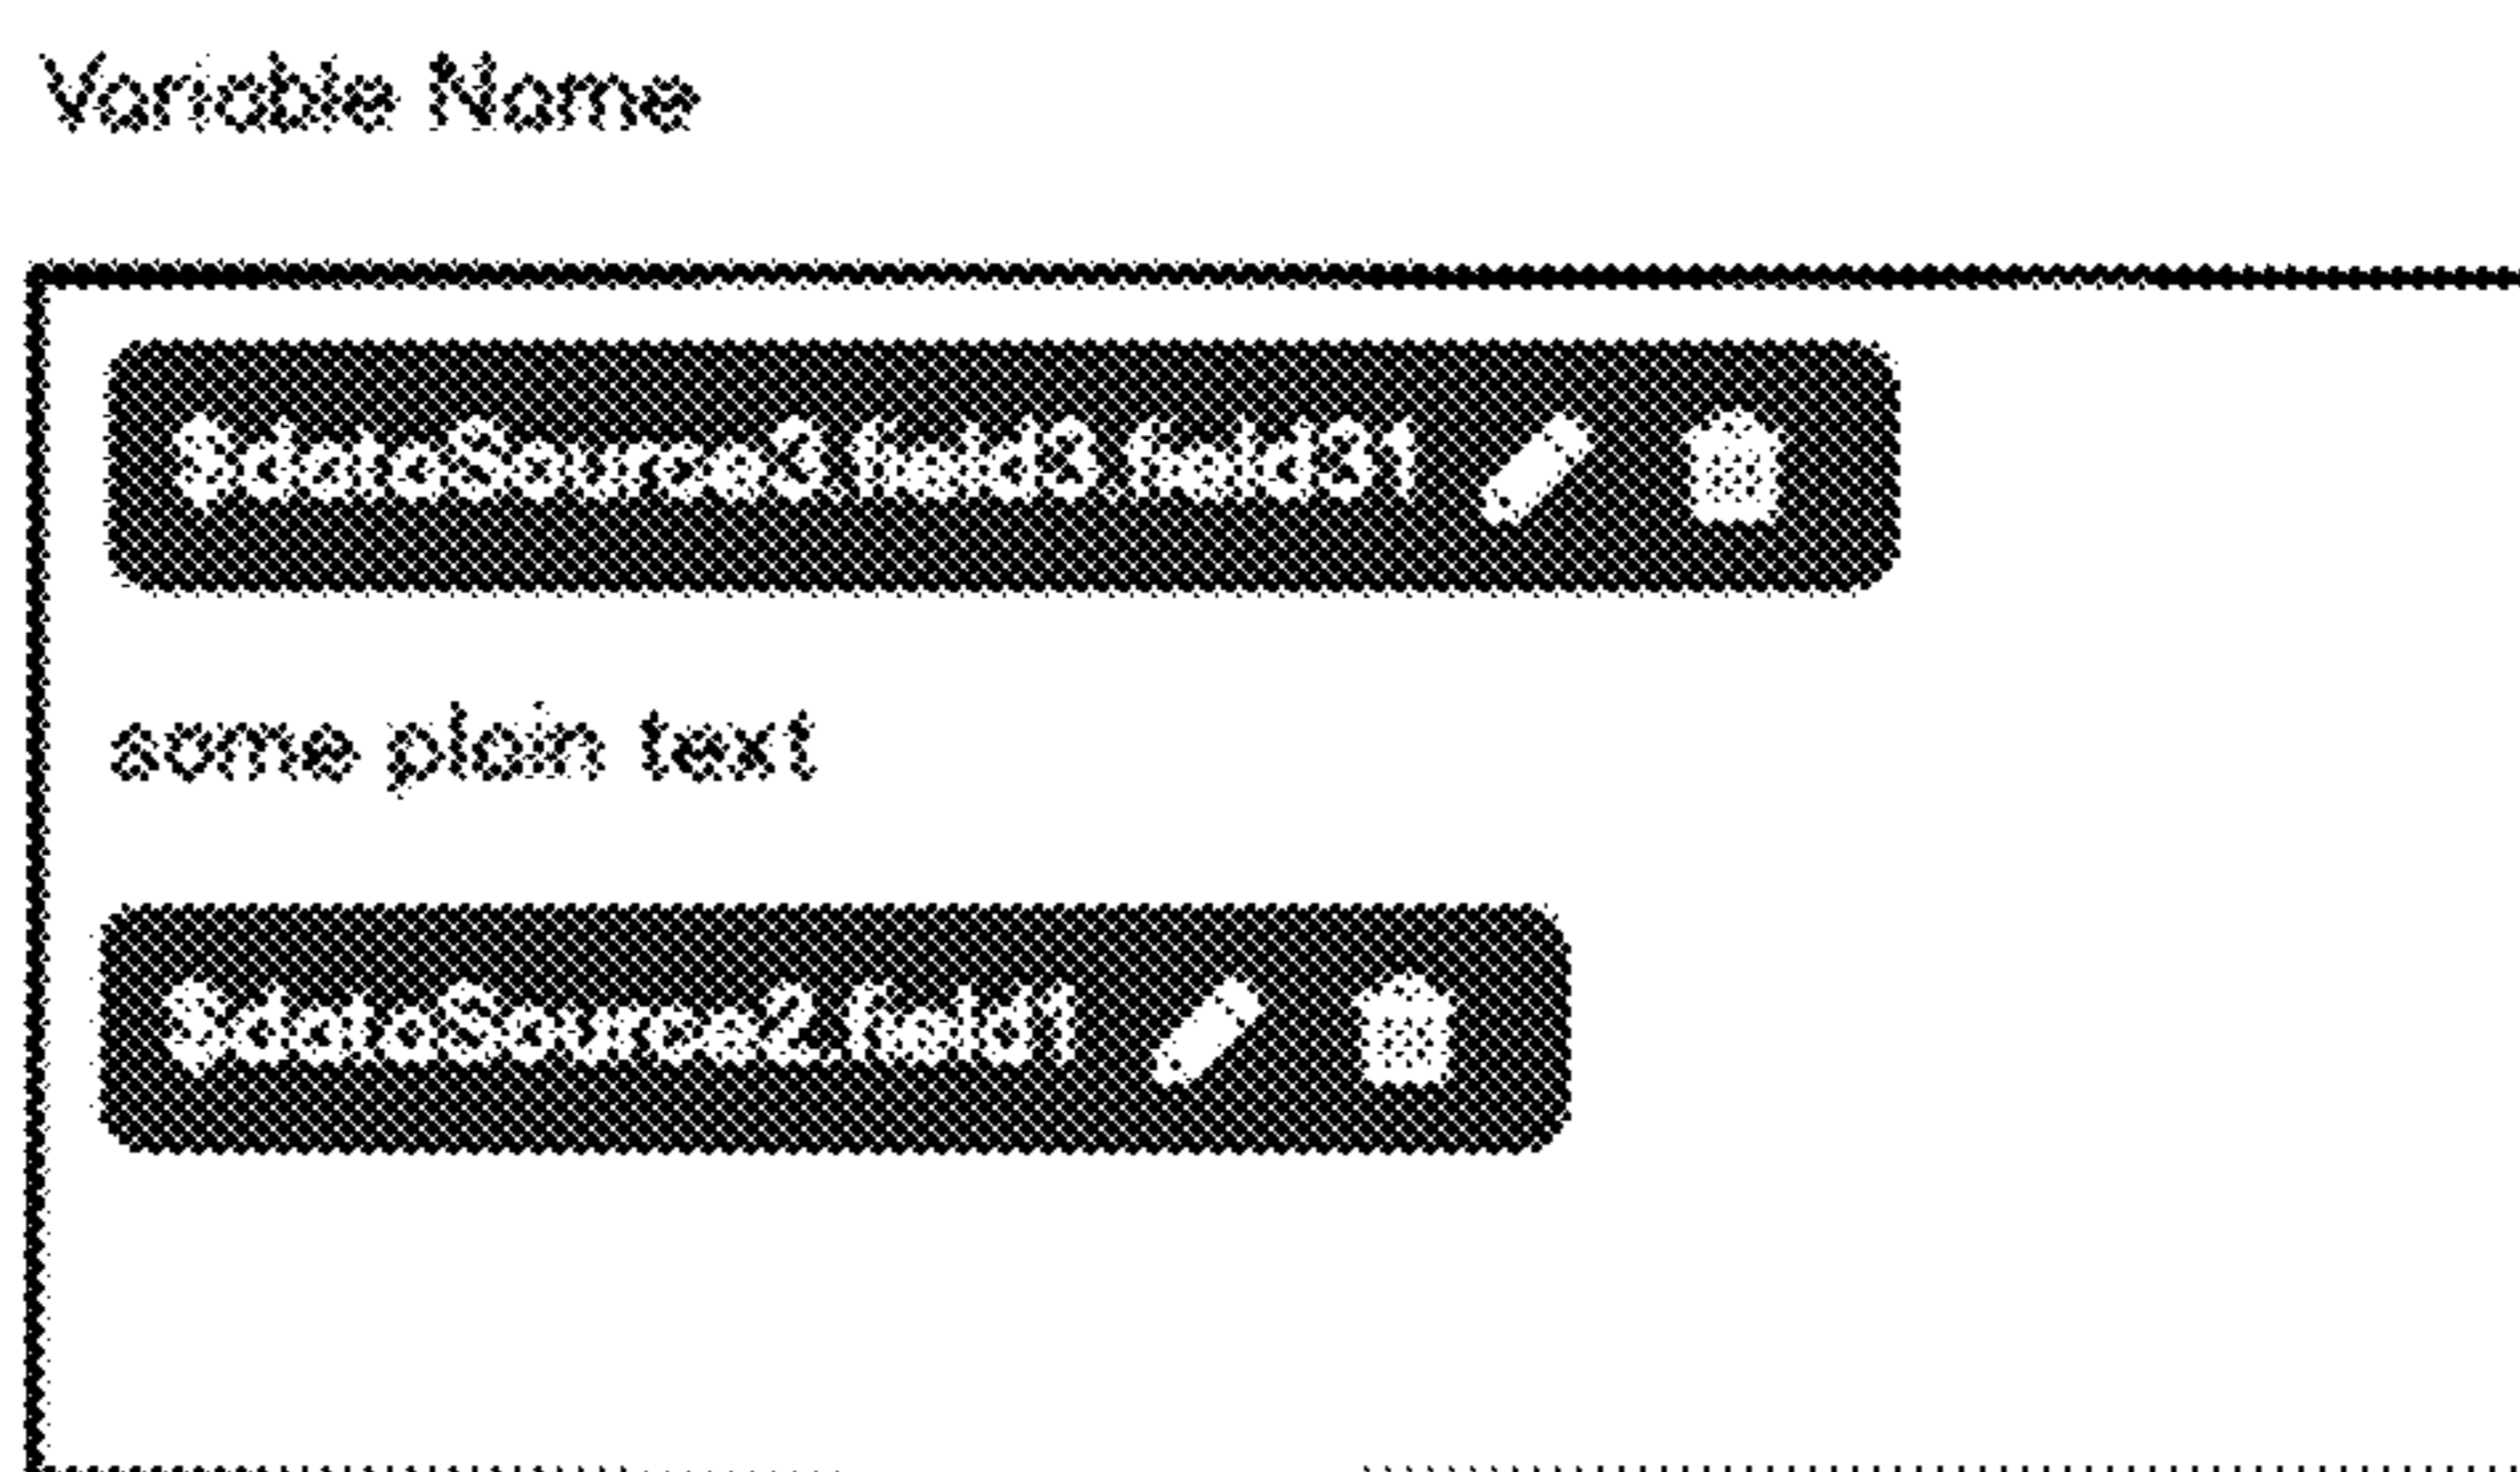 Variable Name
$dataSource3.field3.field31
some plain text
$dataSource2.field1